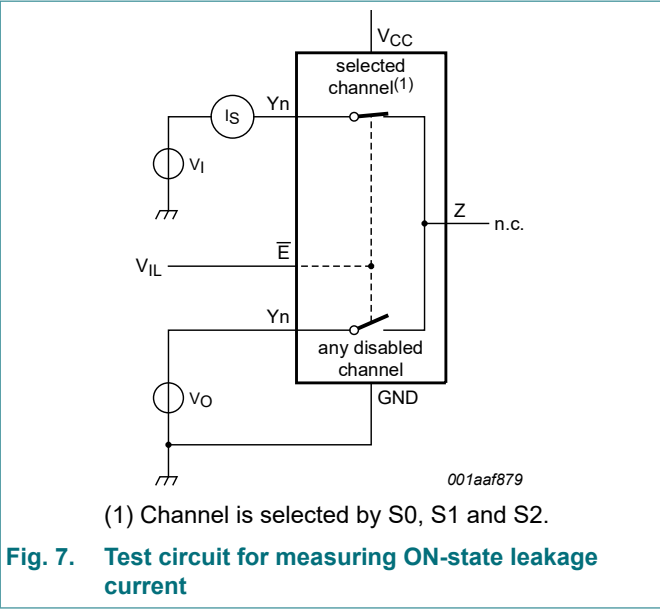 VCC
selected
channel(1)
Yn
IS
VI
Z
n.c.
E̅
VIL
Yn
any disabled
channel
VO
GND
001aaf879
(1) Channel is selected by S0, S1 and S2.
Fig. 7. Test circuit for measuring ON-state leakage
current